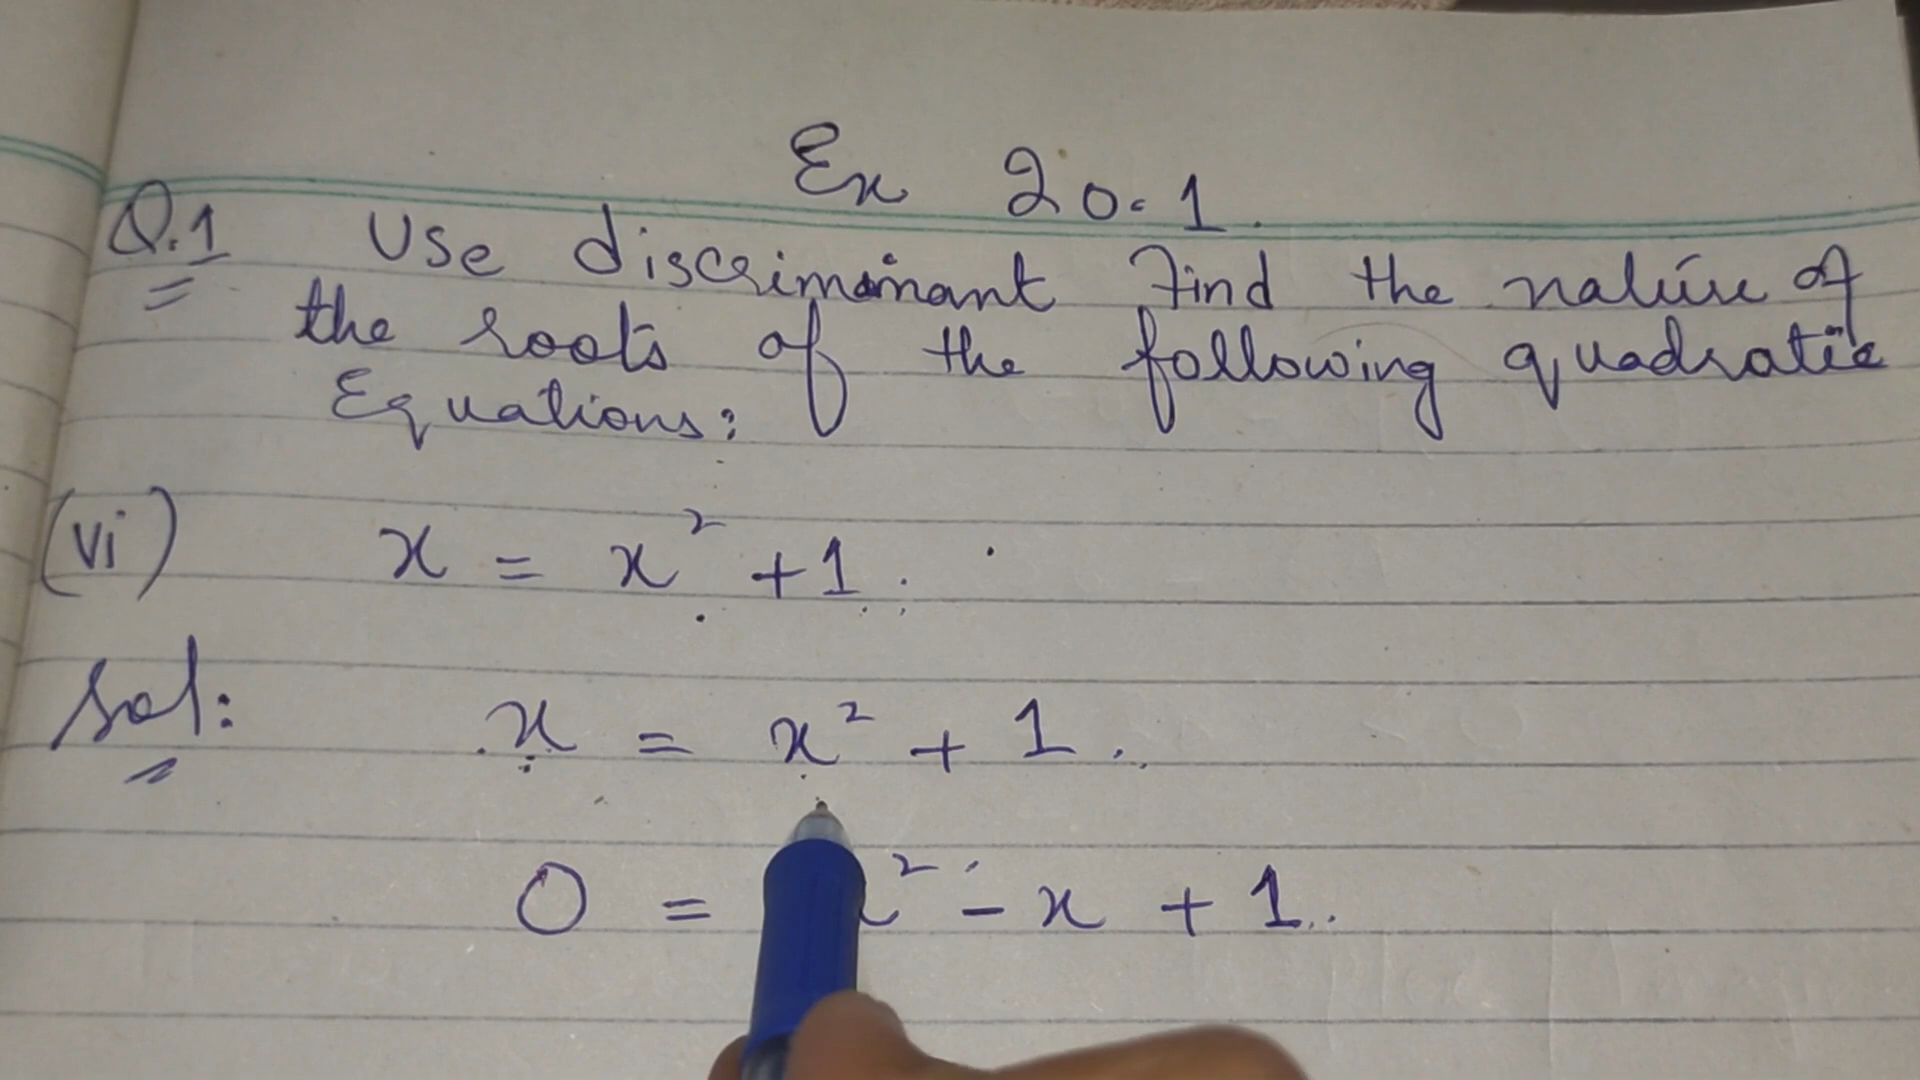 Ex 20.1.
Q.1 Use discriminant Find the nature of
the roots of the following quadratic
Equations:
(vi) x = x² + 1.
Sol: x = x² + 1.
0 = x² - x + 1.